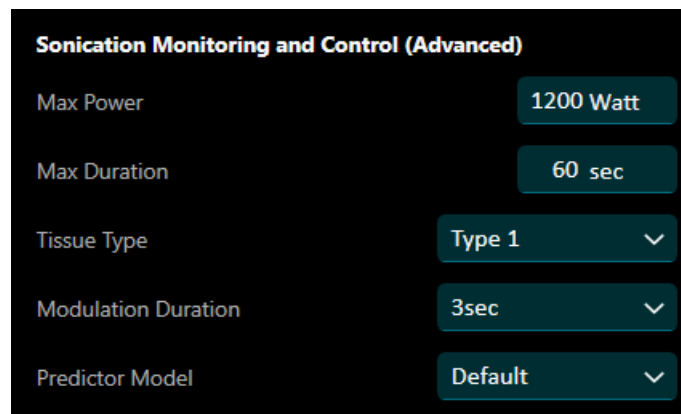 Sonication Monitoring and Control (Advanced)
Max Power 1200 Watt
Max Duration 60 sec
Tissue Type Type 1
Modulation Duration 3sec
Predictor Model Default